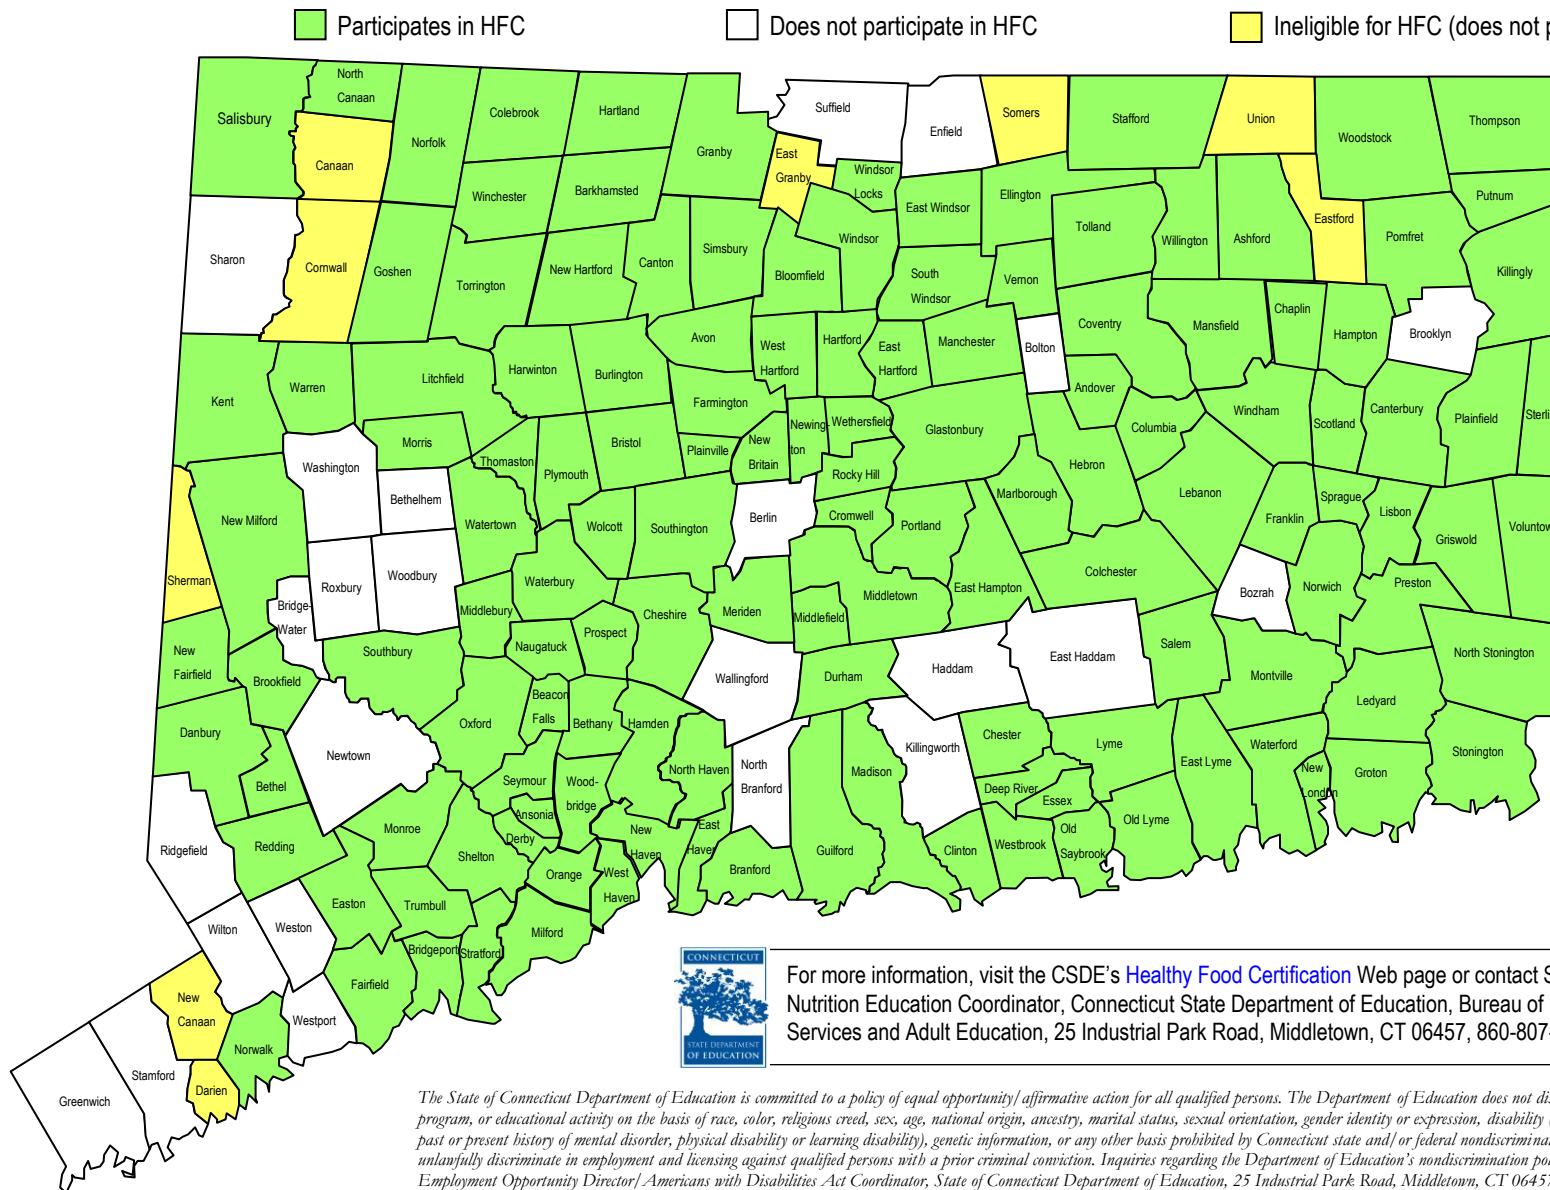 Participates in HFC
Does not participate in HFC
Ineligible for HFC (does not
North
Canaan
Salisbury
Colebrook
Hartland
Suffield
Enfield
Somers
Stafford
Union
Woodstock
Thompson
Norfolk
Granby
East
Granby
Canaan
Windsor
Locks
Winchester
Barkhamsted
East Windsor
Ellington
Putnum
Sharon
Cornwall
Goshen
Torrington
New Hartford
Canton
Simsbury
Bloomfield
Windsor
South
Windsor
Vernon
Tolland
Willington
Ashford
Eastford
Pomfret
Killingly
Avon
West
Hartford
Hartford
East
Hartford
Manchester
Bolton
Coventry
Mansfield
Chaplin
Hampton
Brooklyn
Kent
Warren
Litchfield
Harwinton
Burlington
Farmington
Andover
Morris
Bristol
Plainville
New
Britain
Newing-
ton
Wethersfield
Glastonbury
Columbia
Windham
Scotland
Canterbury
Plainfield
Washington
Thomaston
Plymouth
Rocky Hill
Hebron
Bethelhem
Marlborough
Lebanon
Sprague
Lisbon
New Milford
Watertown
Wolcott
Southington
Berlin
Cromwell
Portland
Franklin
Griswold
Sherman
Bridge-
Water
Roxbury
Woodbury
Waterbury
Middlebury
Cheshire
Meriden
Middlefield
Middletown
East Hampton
Colchester
Bozrah
Norwich
Preston
New
Fairfield
Brookfield
Southbury
Naugatuck
Prospect
Wallingford
Durham
Haddam
East Haddam
Salem
Montville
North Stonington
Danbury
Oxford
Beacon
Falls
Bethany
Hamden
Ledyard
Newtown
Killingworth
Chester
Lyme
East Lyme
Waterford
Stonington
Bethel
Seymour
Wood-
bridge
North Haven
North
Branford
Madison
Deep River
Essex
New
London
Groton
Ridgefield
Redding
Monroe
Shelton
Ansonia
Derby
New
Haven
East
Haven
Branford
Guilford
Clinton
Westbrook
Old
Saybrook
Old Lyme
Orange
West
Haven
Easton
Trumbull
Wilton
Weston
Milford
Bridgeport
Stratford
Fairfield
New
Canaan
Westport
Norwalk
Stamford
Darien
Greenwich
CONNECTICUT
STATE DEPARTMENT
OF EDUCATION
For more information, visit the CSDE's Healthy Food Certification Web page or contact
Nutrition Education Coordinator, Connecticut State Department of Education, Bureau of
Services and Adult Education, 25 Industrial Park Road, Middletown, CT 06457, 860-807-
The State of Connecticut Department of Education is committed to a policy of equal opportunity/affirmative action for all qualified persons. The Department of Education does not
program, or educational activity on the basis of race, color, religious creed, sex, age, national origin, ancestry, marital status, sexual orientation, gender identity or expression, disability
past or present history of mental disorder, physical disability or learning disability), genetic information, or any other basis prohibited by Connecticut state and/or federal
unlawfully discriminate in employment and licensing against qualified persons with a prior criminal conviction. Inquiries regarding the Department of Education's nondiscrimination
Employment Opportunity Director/Americans with Disabilities Act Coordinator, State of Connecticut Department of Education, 25 Industrial Park Road, Middletown, CT 06457